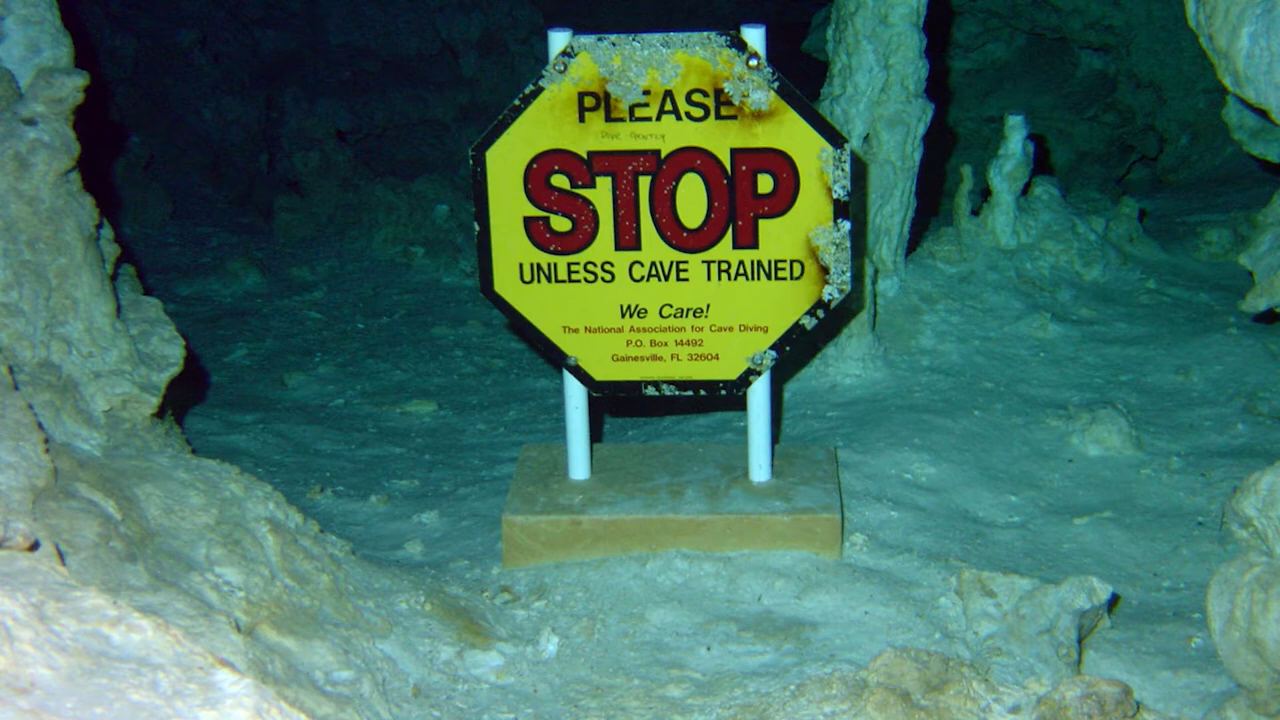 PLEASE
STOP
UNLESS CAVE TRAINED
We Care!
The National Association for Cave Diving
P.O. Box 14492
Gainesville, FL 32604